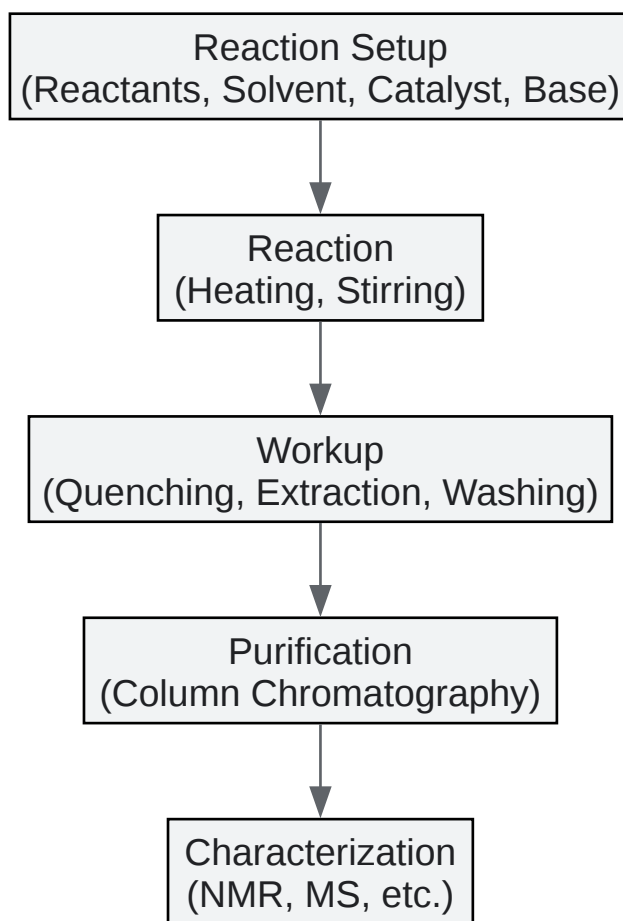 Reaction Setup
(Reactants, Solvent, Catalyst, Base)
Reaction
(Heating, Stirring)
Workup
(Quenching, Extraction, Washing)
Purification
(Column Chromatography)
Characterization
(NMR, MS, etc.)